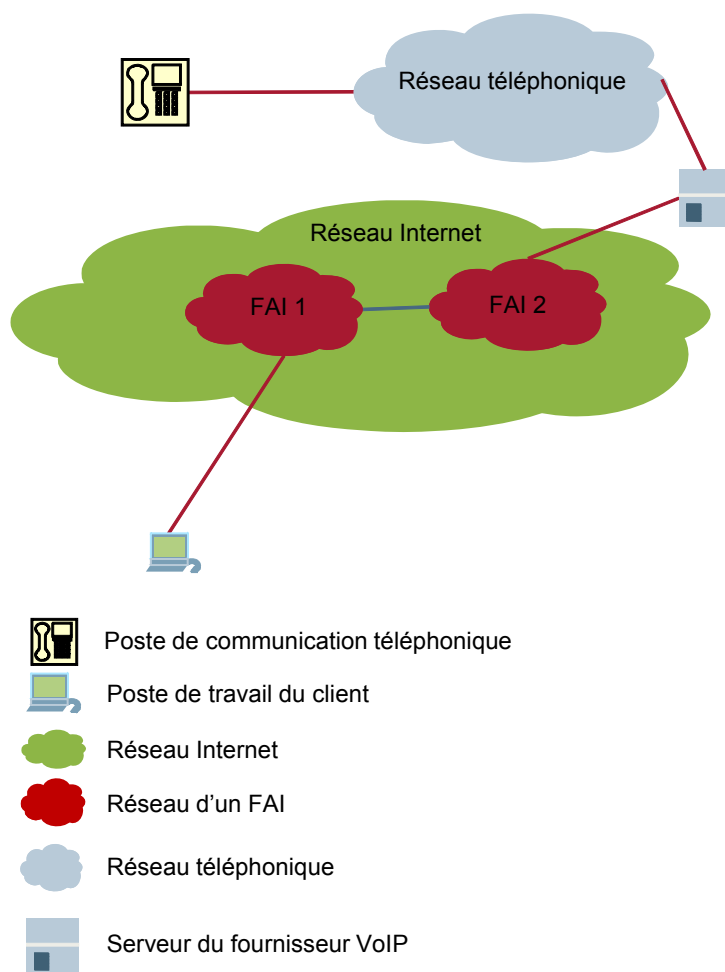 Réseau téléphonique
Réseau Internet
FAI 1
FAI 2
Poste de communication téléphonique
Poste de travail du client
Réseau Internet
Réseau d’un FAI
Réseau téléphonique
Serveur du fournisseur VoIP